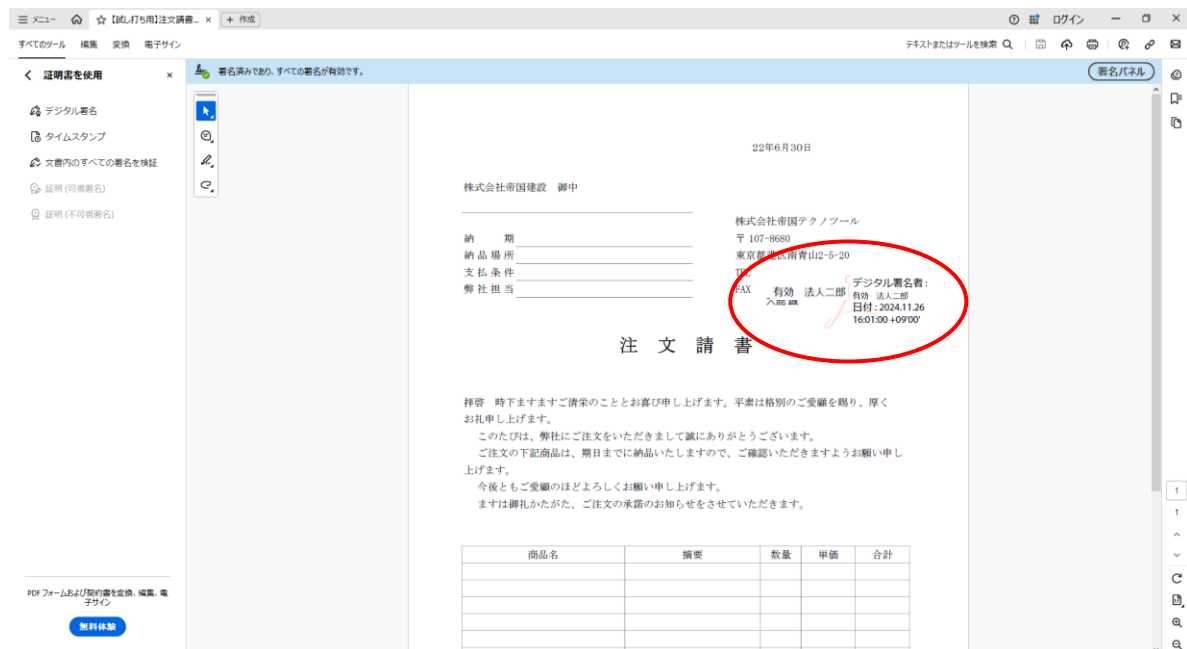 メニュー
【試し打ち用】注文請書... ×
+ 作成
ログイン
すべてのツール 編集 変換 電子サイン
テキストまたはツールを検索
証明書を使用 ×
署名済みであり、すべての署名が有効です。
署名パネル
デジタル署名
タイムスタンプ
文書内のすべての署名を検証
証明 (可視署名)
証明 (不可視署名)
22年6月30日
株式会社帝国建設 御中
株式会社帝国テクノツール
〒 107-8680
東京都港区南青山2-5-20
TEL
FAX
納 期
納品場所
支払条件
弊社担当
有効 法人二郎
デジタル署名者:
有効 法人二郎
日付 : 2024.11.26
16:01:00 +09'00'
注 文 請 書
拝啓 時下ますますご清栄のこととお喜び申し上げます。平素は格別のご愛顧を賜り、厚く
お礼申し上げます。
このたびは、弊社にご注文をいただきまして誠にありがとうございます。
ご注文の下記商品は、期日までに納品いたしますので、ご確認いただきますようお願い申し
上げます。
今後ともご愛顧のほどよろしくお願い申し上げます。
ますは御礼かたがた、ご注文の承諾のお知らせをさせていただきます。
商品名 摘要 数量 単価 合計
1
1
PDF フォームおよび契約書を変換、編集、電
子サイン
無料体験